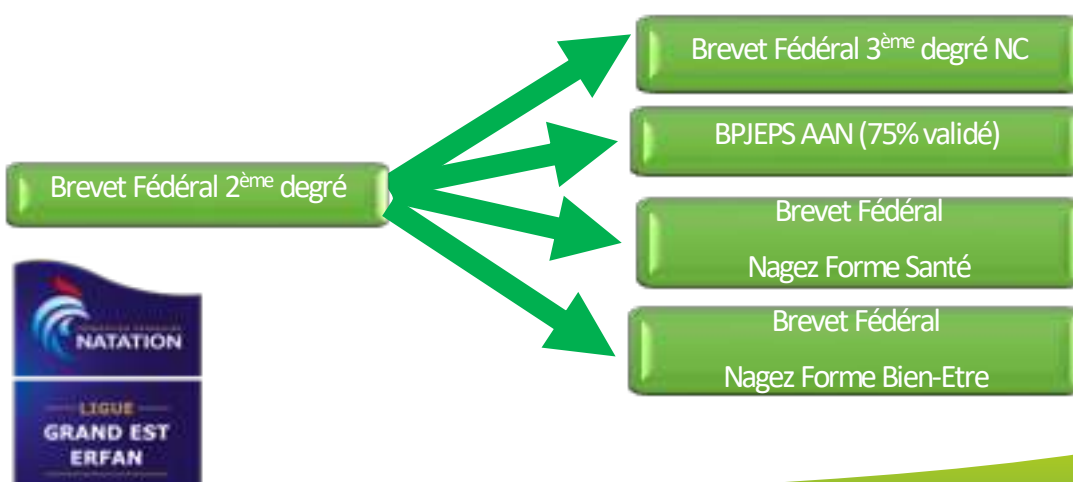 Brevet Fédéral 3ème degré NC
BPJEPS AAN (75% validé)
Brevet Fédéral 2ème degré
Brevet Fédéral
Nagez Forme Santé
Brevet Fédéral
Nagez Forme Bien-Etre
NATATION
LIGUE
GRAND EST
ERFAN